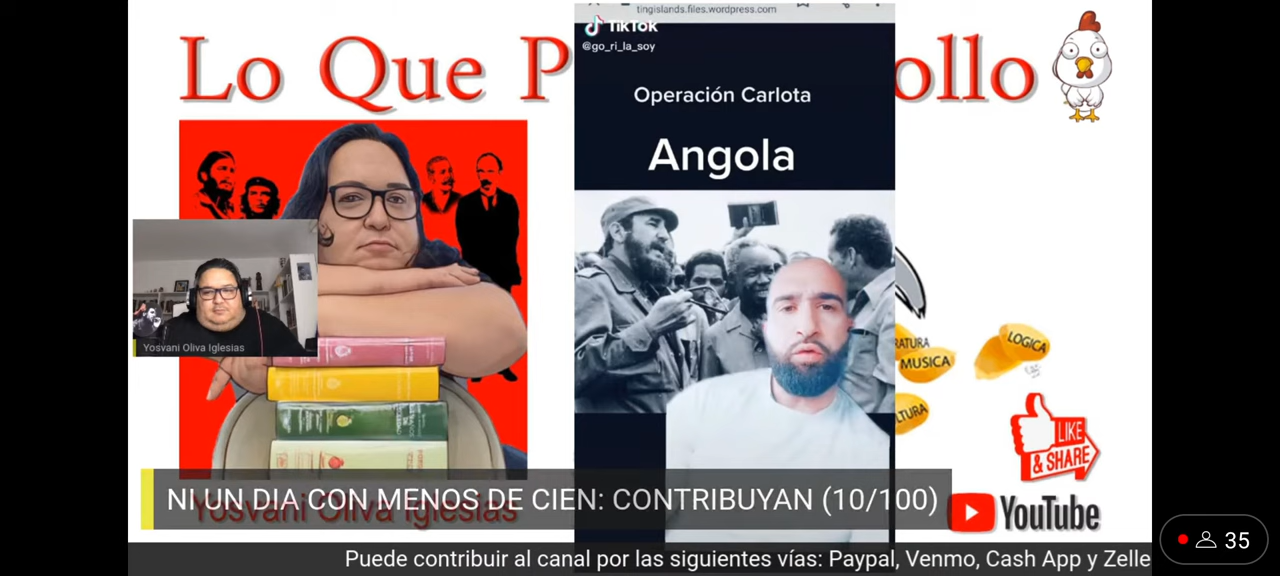 tingislands.files.wordpress.com
TikTok
@go_ri_la_soy
Lo Que P
ollo
Operación Carlota
Angola
Yosvani Oliva Iglesias
MUSICA
LOGICA
LIKE
& SHARE
NI UN DIA CON MENOS DE CIEN: CONTRIBUYAN (10/100)
Yosvani Oliva Iglesias
YouTube
Puede contribuir al canal por las siguientes vías: Paypal, Venmo, Cash App y Zelle
35